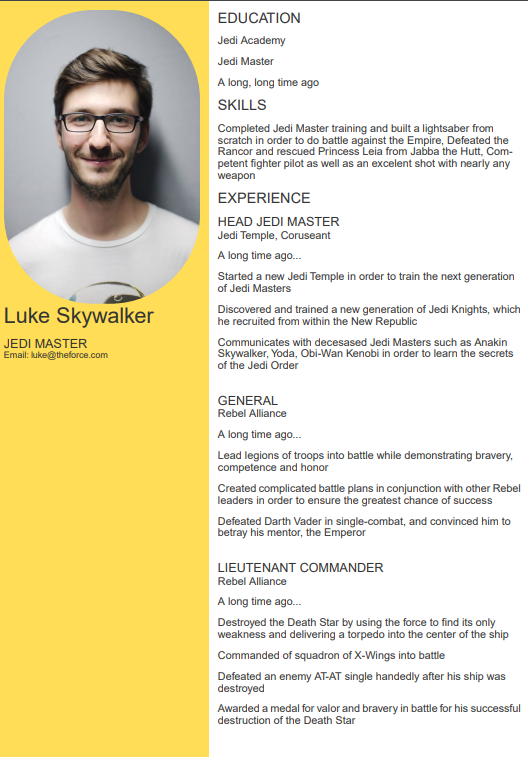 Luke Skywalker
JEDI MASTER
Email: luke@theforce.com
EDUCATION
Jedi Academy
Jedi Master
A long, long time ago
SKILLS
Completed Jedi Master training and built a lightsaber from
scratch in order to do battle against the Empire, Defeated the
Rancor and rescued Princess Leia from Jabba the Hutt, Com-
petent fighter pilot as well as an excelent shot with nearly any
weapon
EXPERIENCE
HEAD JEDI MASTER
Jedi Temple, Coruseant
A long time ago...
Started a new Jedi Temple in order to train the next generation
of Jedi Masters
Discovered and trained a new generation of Jedi Knights, which
he recruited from within the New Republic
Communicates with decesased Jedi Masters such as Anakin
Skywalker, Yoda, Obi-Wan Kenobi in order to learn the secrets
of the Jedi Order
GENERAL
Rebel Alliance
A long time ago...
Lead legions of troops into battle while demonstrating bravery,
competence and honor
Created complicated battle plans in conjunction with other Rebel
leaders in order to ensure the greatest chance of success
Defeated Darth Vader in single-combat, and convinced him to
betray his mentor, the Emperor
LIEUTENANT COMMANDER
Rebel Alliance
A long time ago...
Destroyed the Death Star by using the force to find its only
weakness and delivering a torpedo into the center of the ship
Commanded of squadron of X-Wings into battle
Defeated an enemy AT-AT single handedly after his ship was
destroyed
Awarded a medal for valor and bravery in battle for his successful
destruction of the Death Star